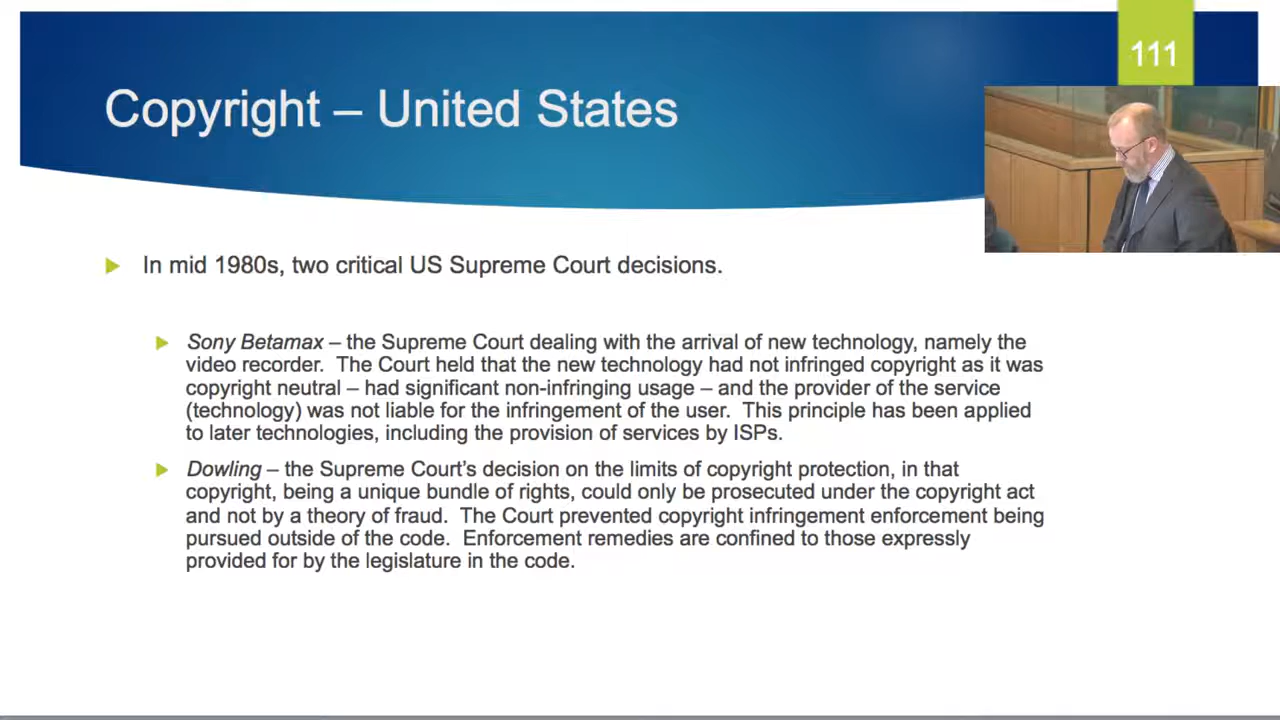 111
Copyright – United States
In mid 1980s, two critical US Supreme Court decisions.
Sony Betamax – the Supreme Court dealing with the arrival of new technology, namely the
video recorder. The Court held that the new technology had not infringed copyright as it was
copyright neutral – had significant non-infringing usage – and the provider of the service
(technology) was not liable for the infringement of the user. This principle has been applied
to later technologies, including the provision of services by ISPs.
Dowling – the Supreme Court's decision on the limits of copyright protection, in that
copyright, being a unique bundle of rights, could only be prosecuted under the copyright act
and not by a theory of fraud. The Court prevented copyright infringement enforcement being
pursued outside of the code. Enforcement remedies are confined to those expressly
provided for by the legislature in the code.